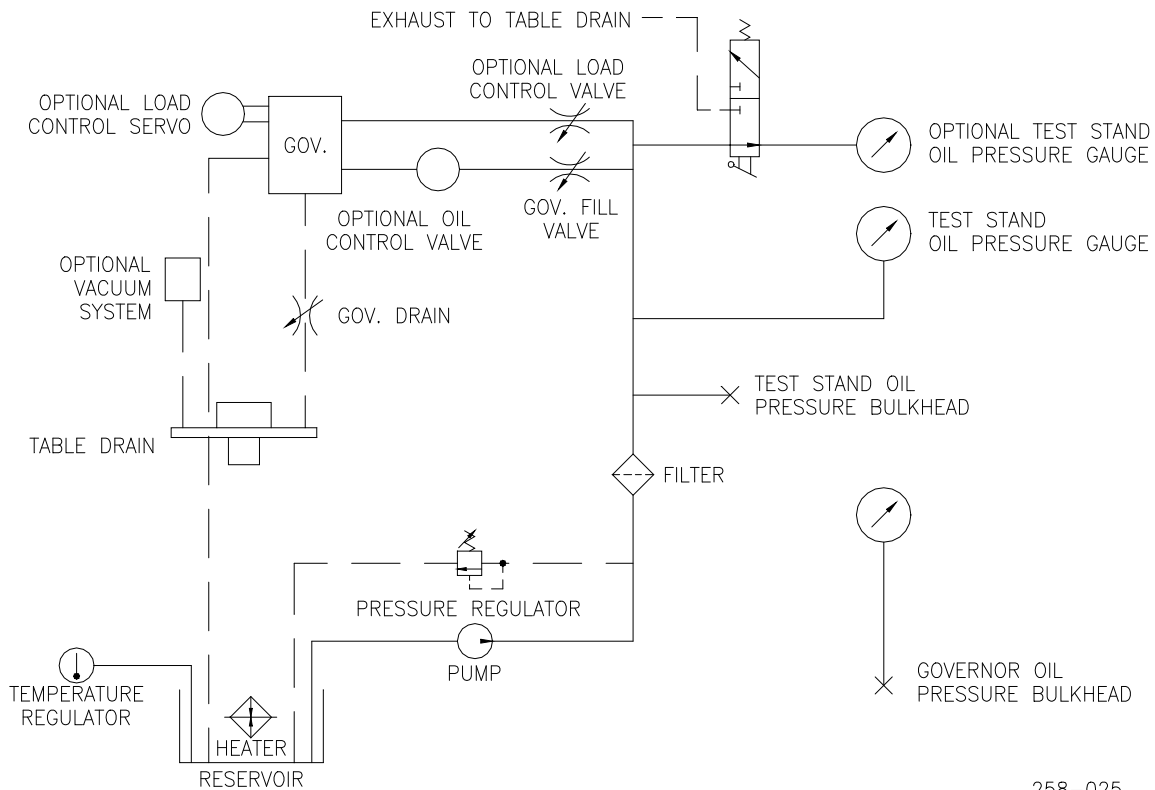 EXHAUST TO TABLE DRAIN
OPTIONAL LOAD
CONTROL VALVE
OPTIONAL LOAD
CONTROL SERVO
GOV.
OPTIONAL TEST STAND
OIL PRESSURE GAUGE
OPTIONAL OIL
CONTROL VALVE
GOV. FILL
VALVE
TEST STAND
OIL PRESSURE GAUGE
OPTIONAL
VACUUM
SYSTEM
GOV. DRAIN
TEST STAND OIL
PRESSURE BULKHEAD
TABLE DRAIN
FILTER
PRESSURE REGULATOR
PUMP
TEMPERATURE
REGULATOR
GOVERNOR OIL
PRESSURE BULKHEAD
HEATER
RESERVOIR
258-025